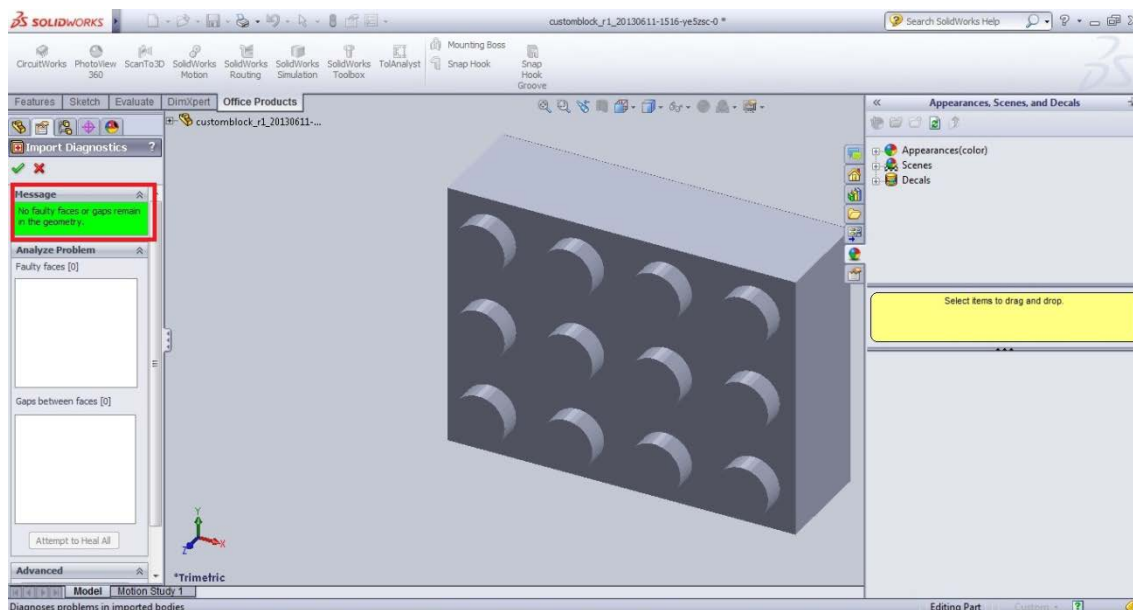 SOLIDWORKS
customblock_r1_20130611-1516-ye5zsc-0 *
Search SolidWorks Help
CircuitWorks
PhotoView 360
ScanTo3D
SolidWorks Motion
SolidWorks Routing
SolidWorks Simulation
SolidWorks Toolbox
TolAnalyst
Mounting Boss
Snap Hook
Snap Hook Groove
Features Sketch Evaluate DimXpert Office Products
customblock_r1_20130611-...
Import Diagnostics ?
Message
No faulty faces or gaps remain
in the geometry.
Analyze Problem
Faulty faces [0]
Gaps between faces [0]
Attempt to Heal All
Advanced
Y
X
Z
*Trimetric
Model Motion Study 1
Diagnoses problems in imported bodies
Editing Part
Custom
Appearances, Scenes, and Decals
Appearances(color)
Scenes
Decals
Select items to drag and drop.